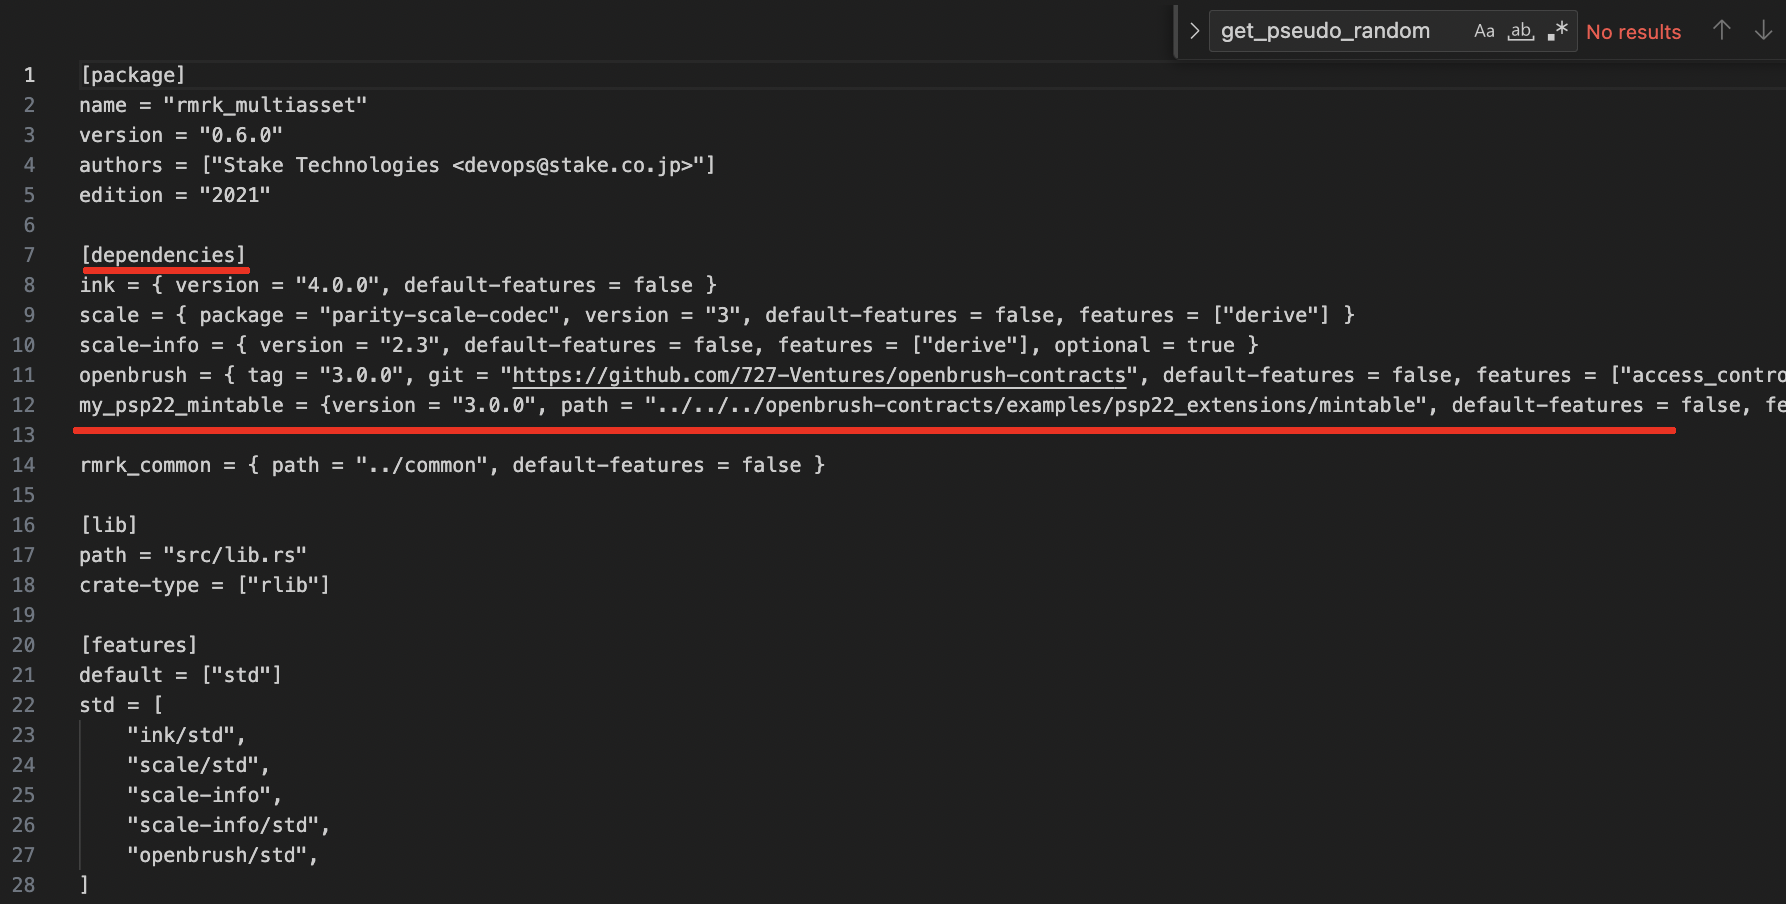 get_pseudo_random Aa ab .* No results
1 [package]
2 name = "rmrk_multiasset"
3 version = "0.6.0"
4 authors = ["Stake Technologies <devops@stake.co.jp>"]
5 edition = "2021"
6
7 [dependencies]
8 ink = { version = "4.0.0", default-features = false }
9 scale = { package = "parity-scale-codec", version = "3", default-features = false, features = ["derive"] }
10 scale-info = { version = "2.3", default-features = false, features = ["derive"], optional = true }
11 openbrush = { tag = "3.0.0", git = "https://github.com/727-Ventures/openbrush-contracts", default-features = false, features = ["access_contro
12 my_psp22_mintable = {version = "3.0.0", path = "../../../openbrush-contracts/examples/psp22_extensions/mintable", default-features = false, fe
13
14 rmrk_common = { path = "../common", default-features = false }
15
16 [lib]
17 path = "src/lib.rs"
18 crate-type = ["rlib"]
19
20 [features]
21 default = ["std"]
22 std = [
23 "ink/std",
24 "scale/std",
25 "scale-info",
26 "scale-info/std",
27 "openbrush/std",
28 ]